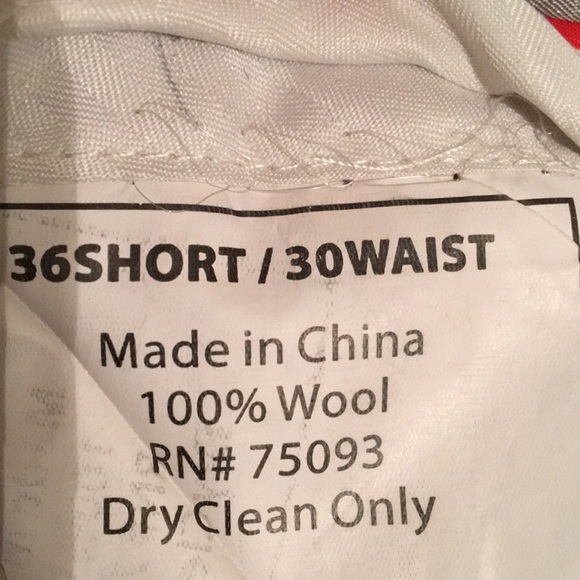 36SHORT / 30WAIST
Made in China
100% Wool
RN# 75093
Dry Clean Only